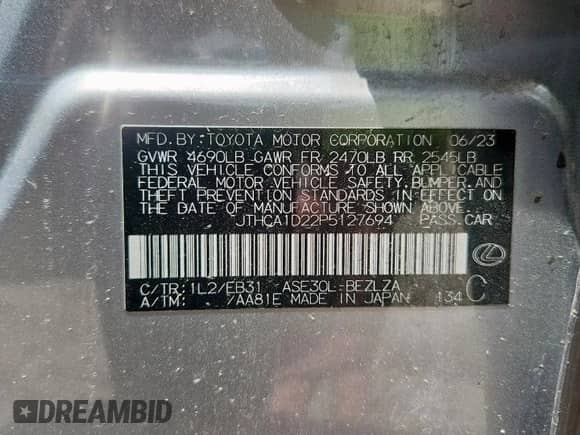 MFD. BY: TOYOTA MOTOR CORPORATION 06/23
GVWR 4690LB GAWR FR 2470LB RR 2545LB
THIS VEHICLE CONFORMS TO ALL APPLICABLE
FEDERAL MOTOR VEHICLE SAFETY, BUMPER, AND
THEFT PREVENTION STANDARDS IN EFFECT ON
THE DATE OF MANUFACTURE SHOWN ABOVE.
JTHCA1D22P5127694 PASS. CAR
C/TR: 1L2/EB31 ASE30L-BEZLZA C
A/TM: /AA81E MADE IN JAPAN 134
DREAMBID